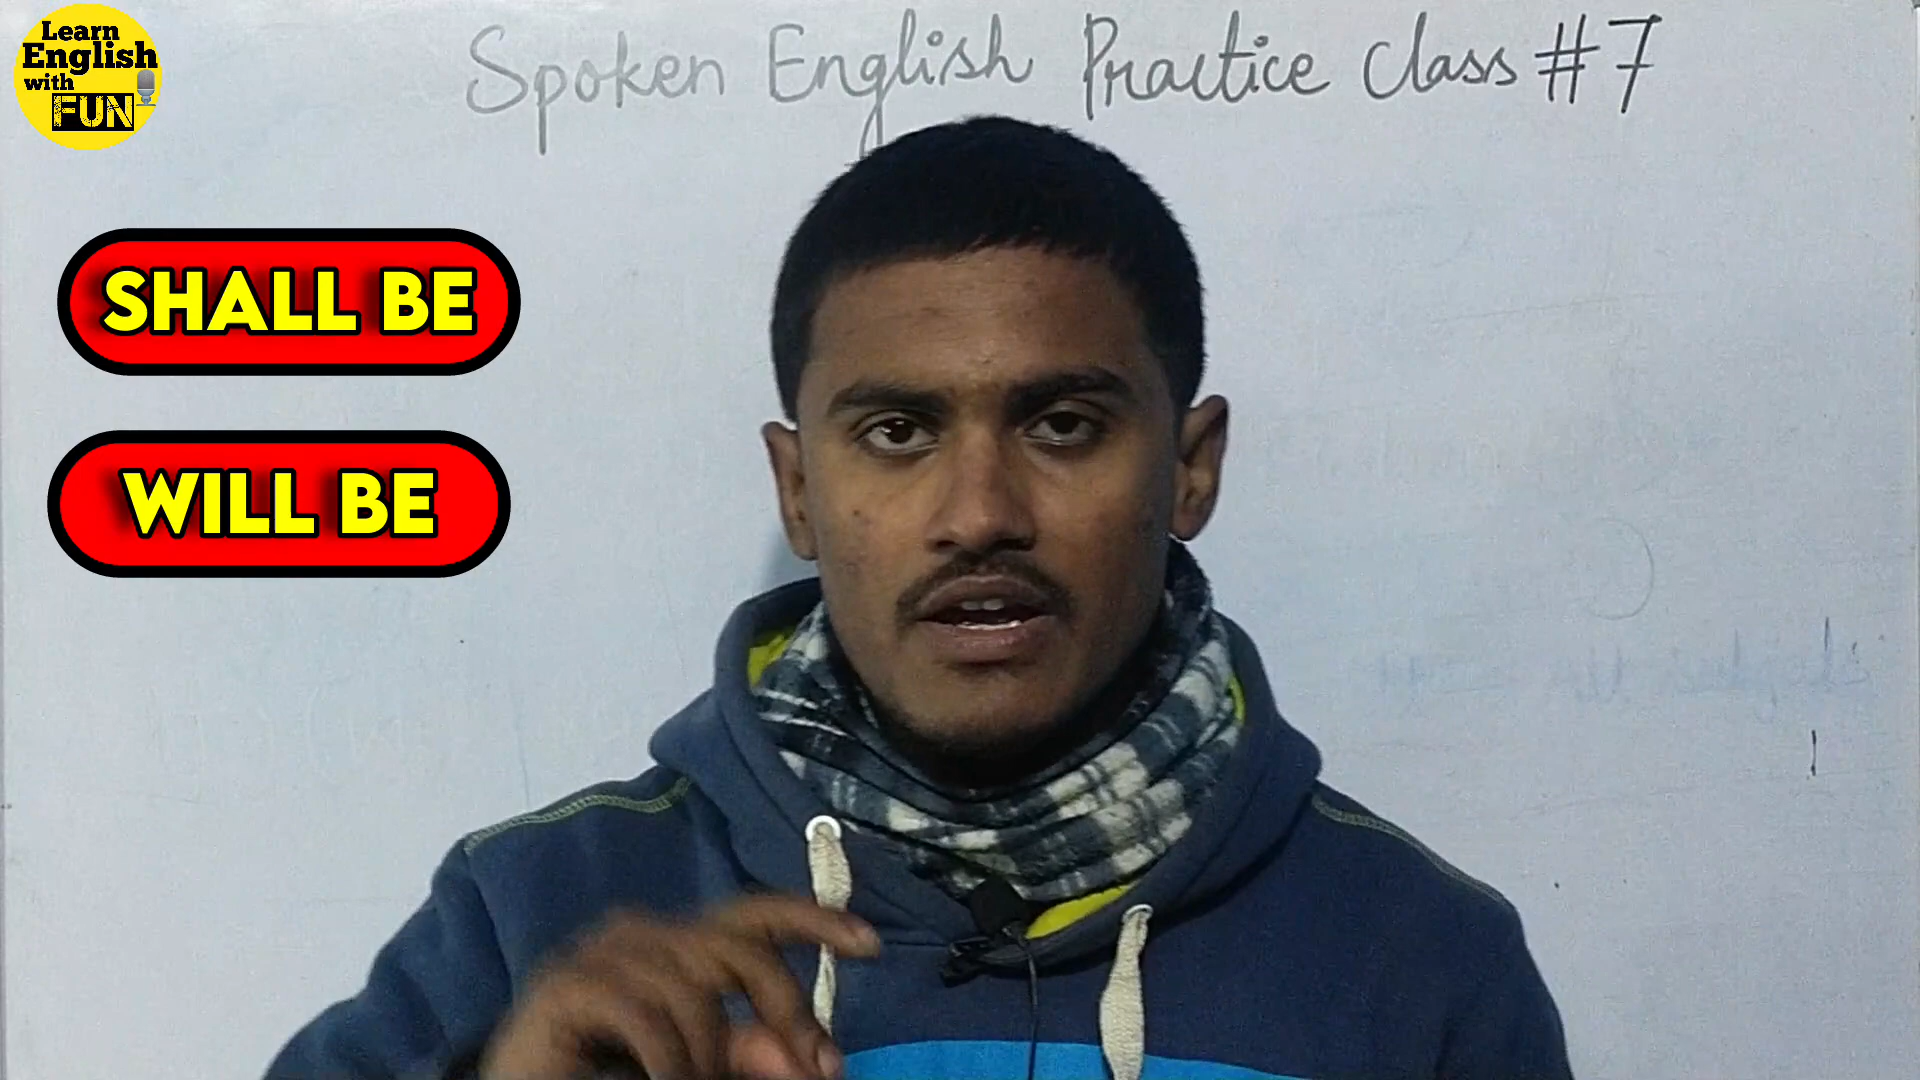 Learn
English
with
FUN
Spoken English Practice Class #7
SHALL BE
WILL BE